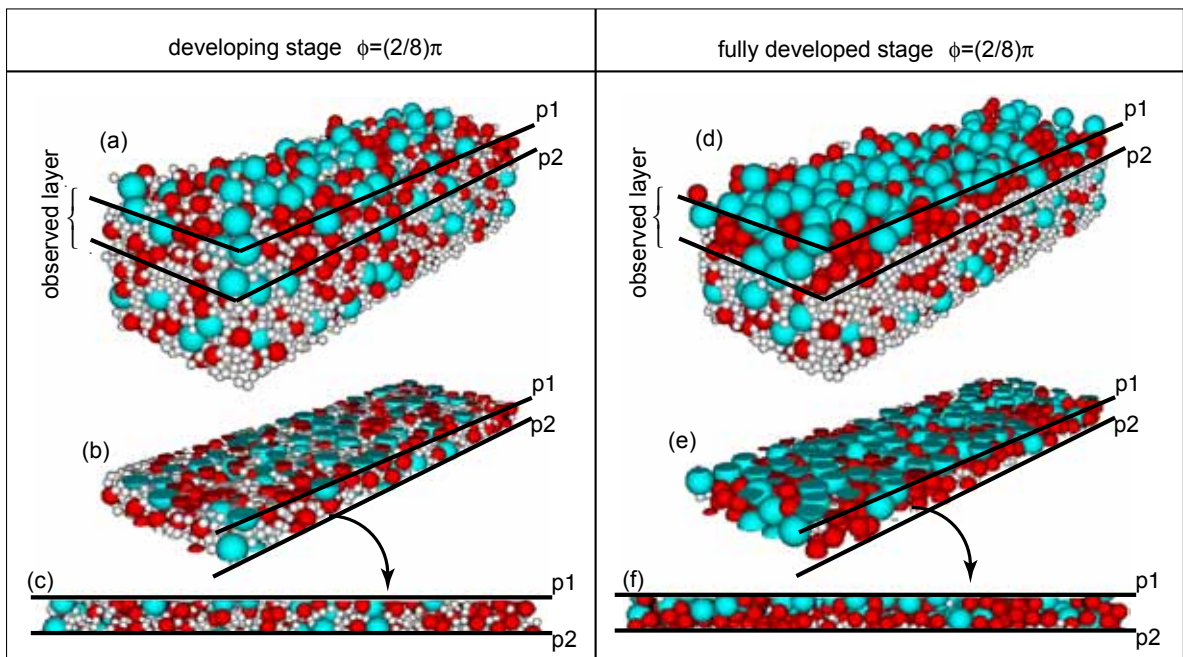 developing stage ϕ=(2/8)π
fully developed stage ϕ=(2/8)π
(a)
p1
p2
observed layer
(b)
p1
p2
(c)
p1
p2
(d)
p1
p2
observed layer
(e)
p1
p2
(f)
p1
p2